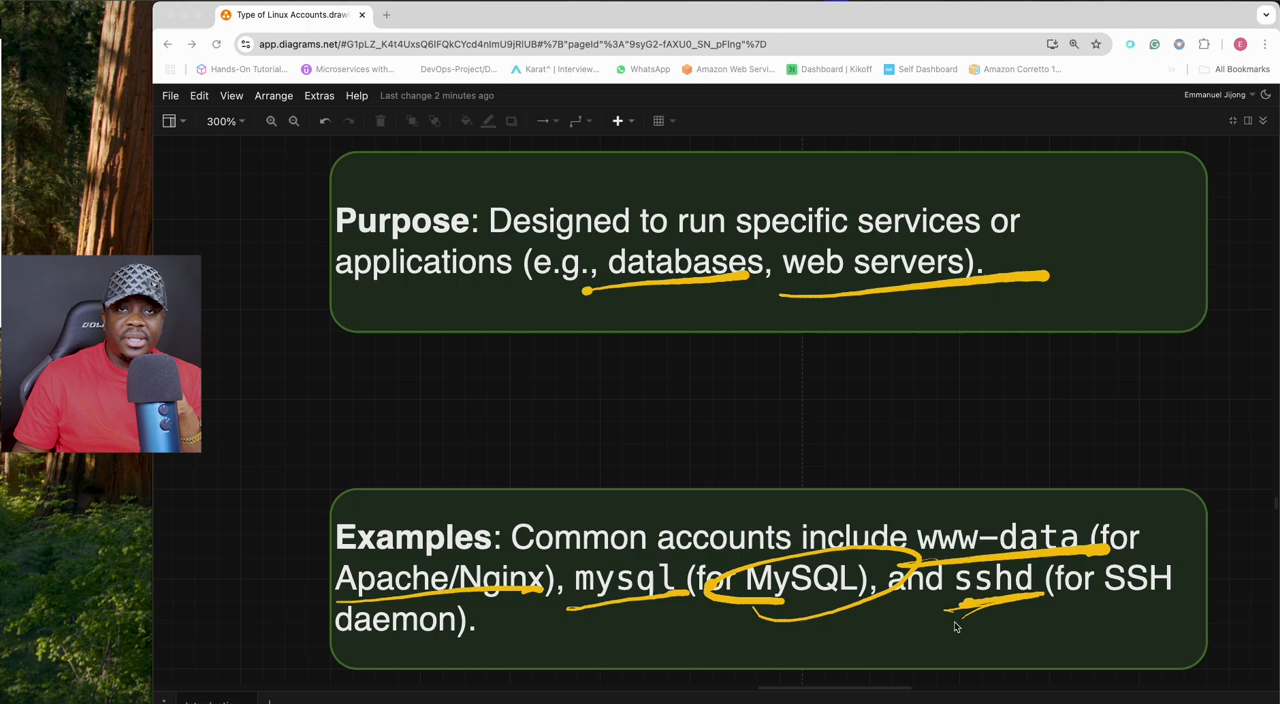 Type of Linux Accounts.draw
app.diagrams.net/#G1pLZ_K4t4UxsQ6IFQkCYcd4nImU9jRIUB#%7B"pageId"%3A"9syG2-fAXU0_SN_pFIng"%7D
Hands-On Tutorial... Microservices with... DevOps-Project/D... Karat^ | Interview... WhatsApp Amazon Web Servi... Dashboard | Kikoff Self Dashboard Amazon Corretto 1... All Bookmarks
File Edit View Arrange Extras Help Last change 2 minutes ago Emmanuel Jijong
300%
Purpose: Designed to run specific services or
applications (e.g., databases, web servers).
Examples: Common accounts include www-data (for
Apache/Nginx), mysql (for MySQL), and sshd (for SSH
daemon).